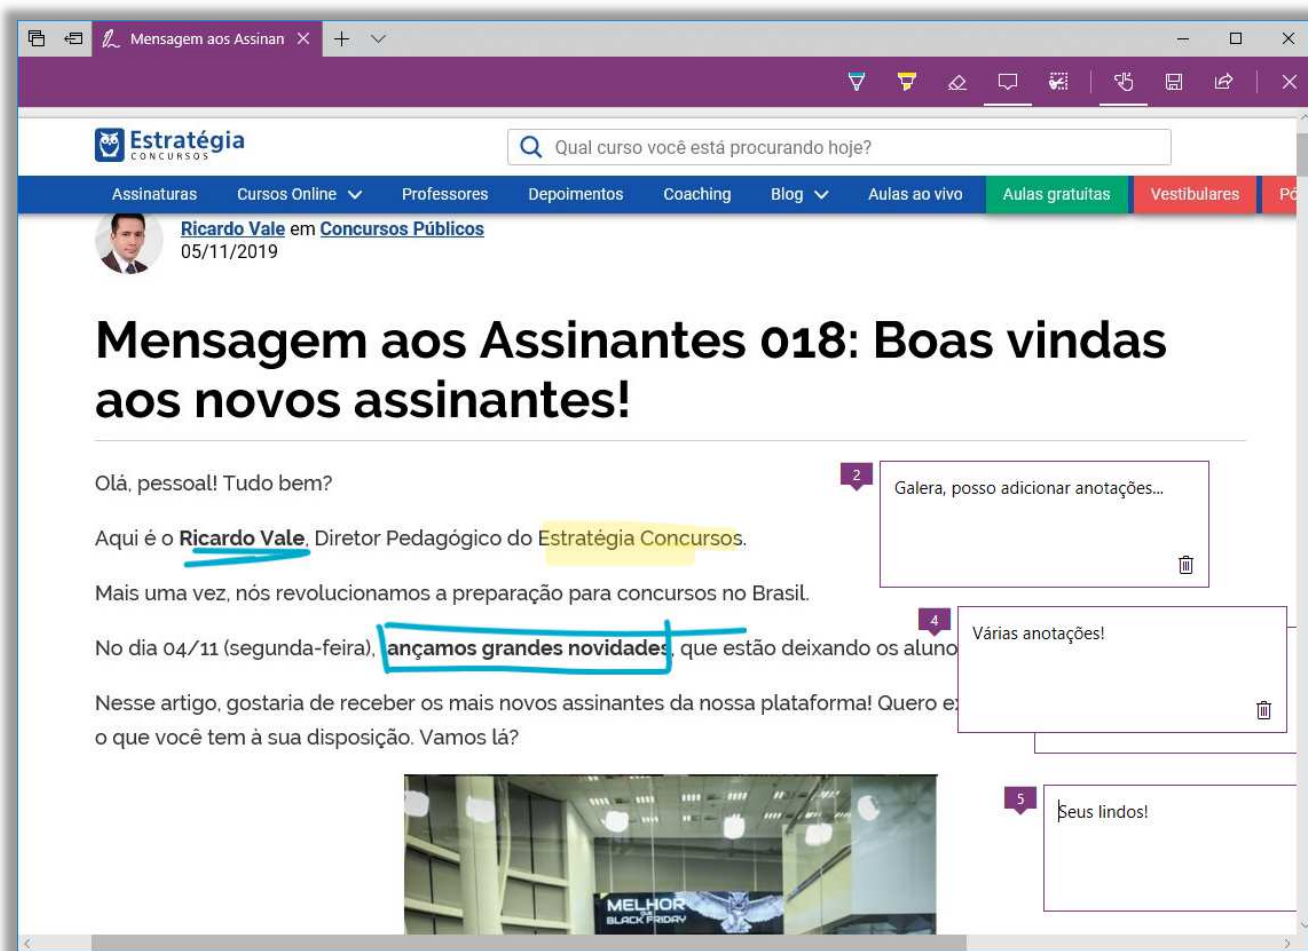 Mensagem aos Assinan
Estratégia
CONCURSOS
Qual curso você está procurando hoje?
Assinaturas Cursos Online Professores Depoimentos Coaching Blog Aulas ao vivo Aulas gratuitas Vestibulares Pó
Ricardo Vale em Concursos Públicos
05/11/2019
Mensagem aos Assinantes 018: Boas vindas
aos novos assinantes!
Olá, pessoal! Tudo bem?
2
Galera, posso adicionar anotações...
Aqui é o Ricardo Vale, Diretor Pedagógico do Estratégia Concursos.
Mais uma vez, nós revolucionamos a preparação para concursos no Brasil.
4
Várias anotações!
No dia 04/11 (segunda-feira), lançamos grandes novidades, que estão deixando os aluno
Nesse artigo, gostaria de receber os mais novos assinantes da nossa plataforma! Quero ex
o que você tem à sua disposição. Vamos lá?
5
Seus lindos!
MELHOR
QUE
BLACK FRIDAY